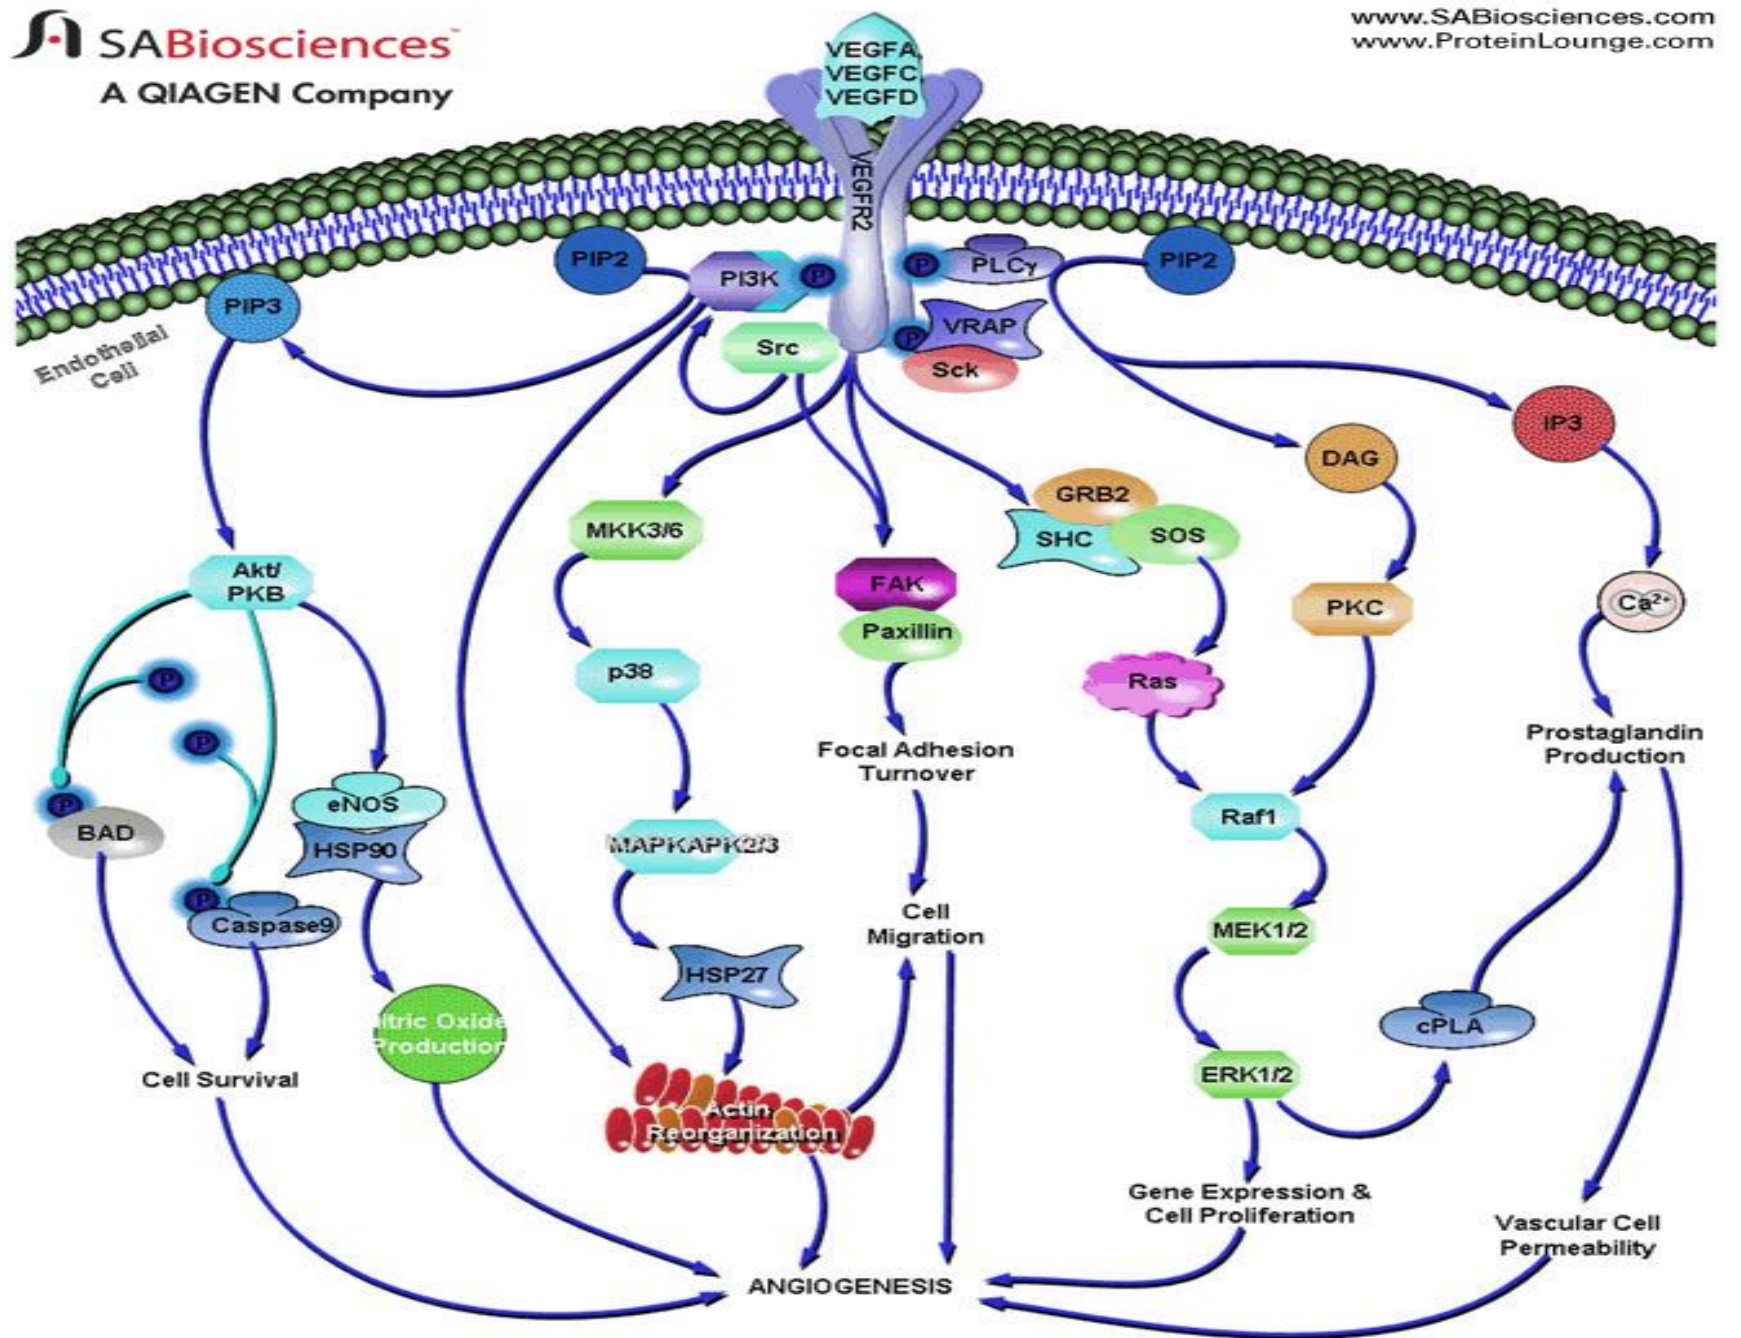 SABiosciences
A QIAGEN Company
www.SABiosciences.com
www.ProteinLounge.com
VEGFA,
VEGFC,
VEGFD
VEGFR2
PIP2
PI3K
P
P
PLCγ
PIP2
PIP3
Endothelial
Cell
Src
P
VRAP
Sck
IP3
DAG
GRB2
SHC
SOS
MKK3/6
FAK
Paxillin
Akt/
PKB
PKC
Ca2+
p38
Ras
P
P
Focal Adhesion
Turnover
Prostaglandin
Production
P
BAD
eNOS
HSP90
Raf1
MAPKAPK2/3
P
Caspase9
Cell
Migration
MEK1/2
HSP27
itric Oxide
Production
cPLA
Cell Survival
ERK1/2
Actin
Reorganization
Gene Expression &
Cell Proliferation
Vascular Cell
Permeability
ANGIOGENESIS